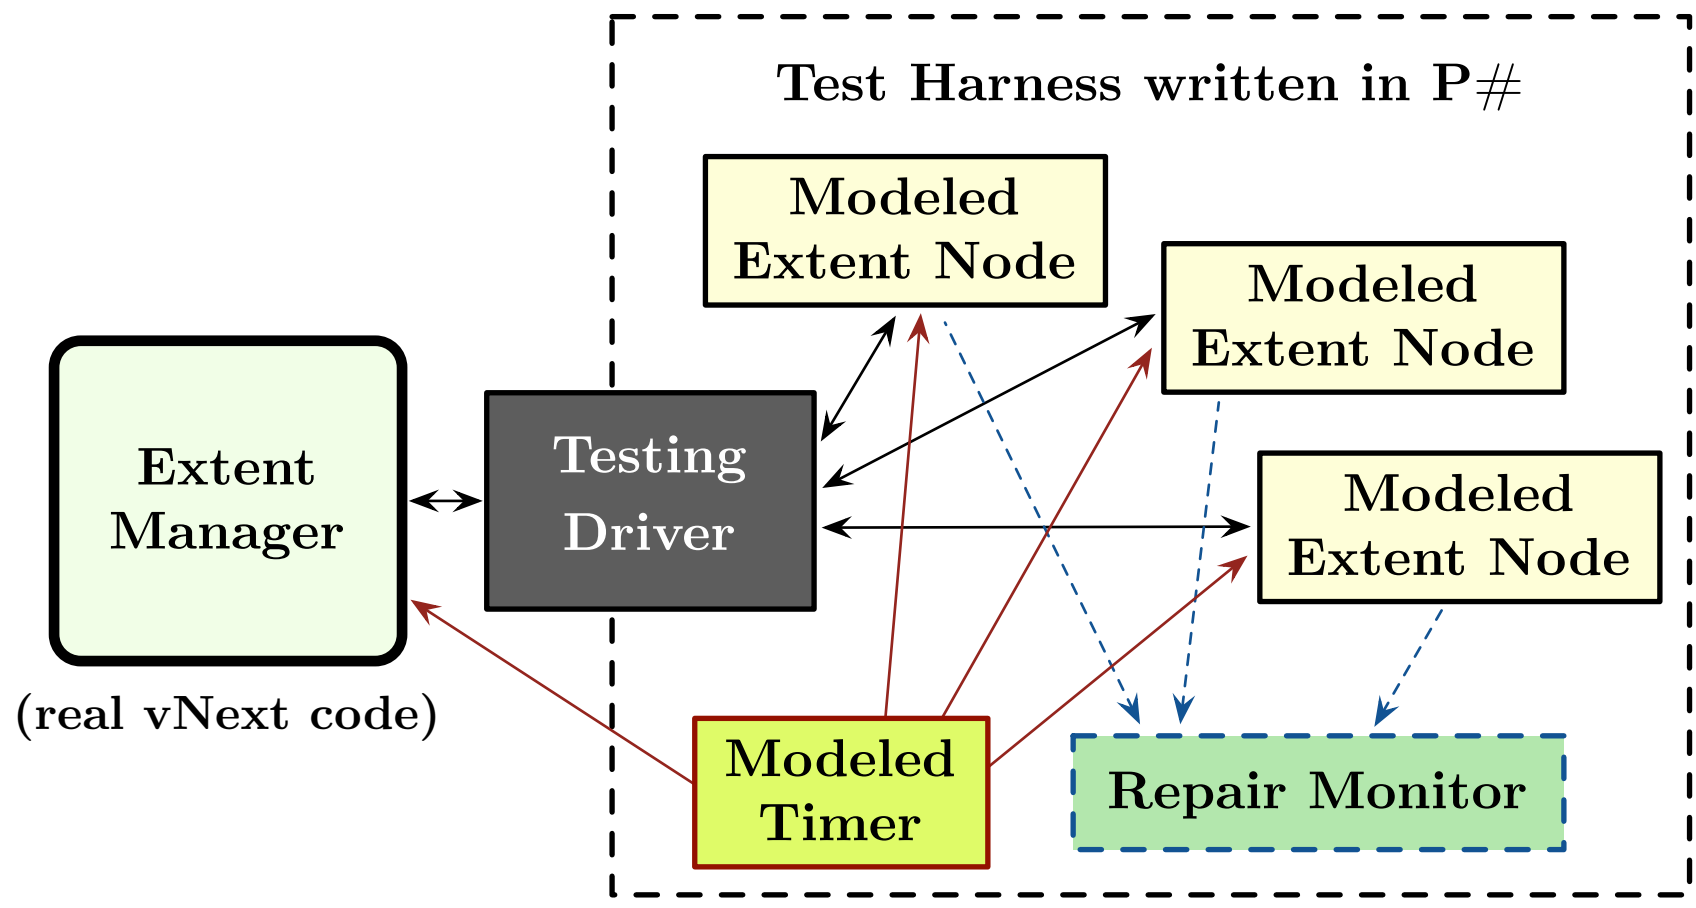 Test Harness written in P#
Modeled
Extent Node
Modeled
Extent Node
Extent
Manager
Testing
Driver
Modeled
Extent Node
(real vNext code)
Modeled
Timer
Repair Monitor